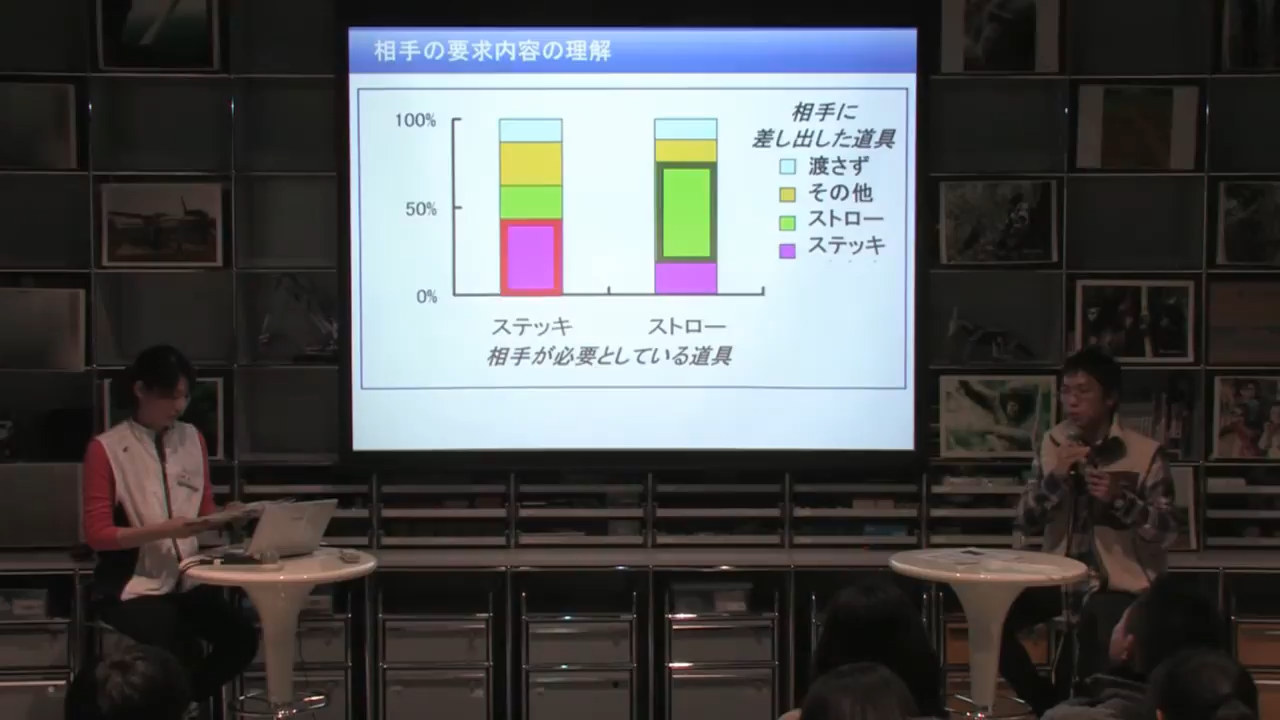 相手の要求内容の理解
相手に
差し出した道具
100%
50%
0%
渡さず
その他
ストロー
ステッキ
ステッキ
ストロー
相手が必要としている道具